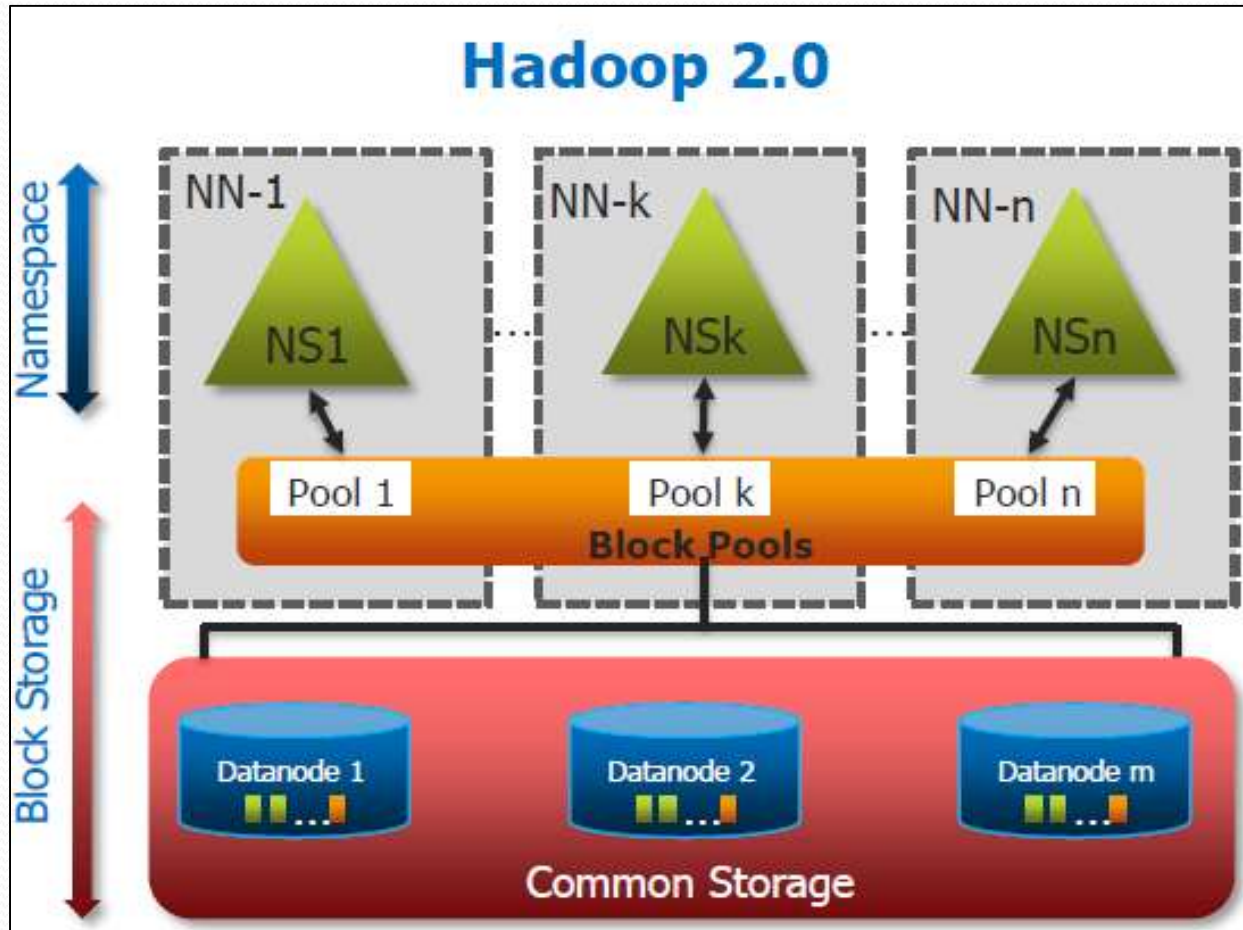 Hadoop 2.0
Namespace
NN-1
NN-k
NN-n
NS1
NSk
NSn
Pool 1
Pool k
Pool n
Block Pools
Block Storage
Datanode 1
Datanode 2
Datanode m
...
...
...
Common Storage